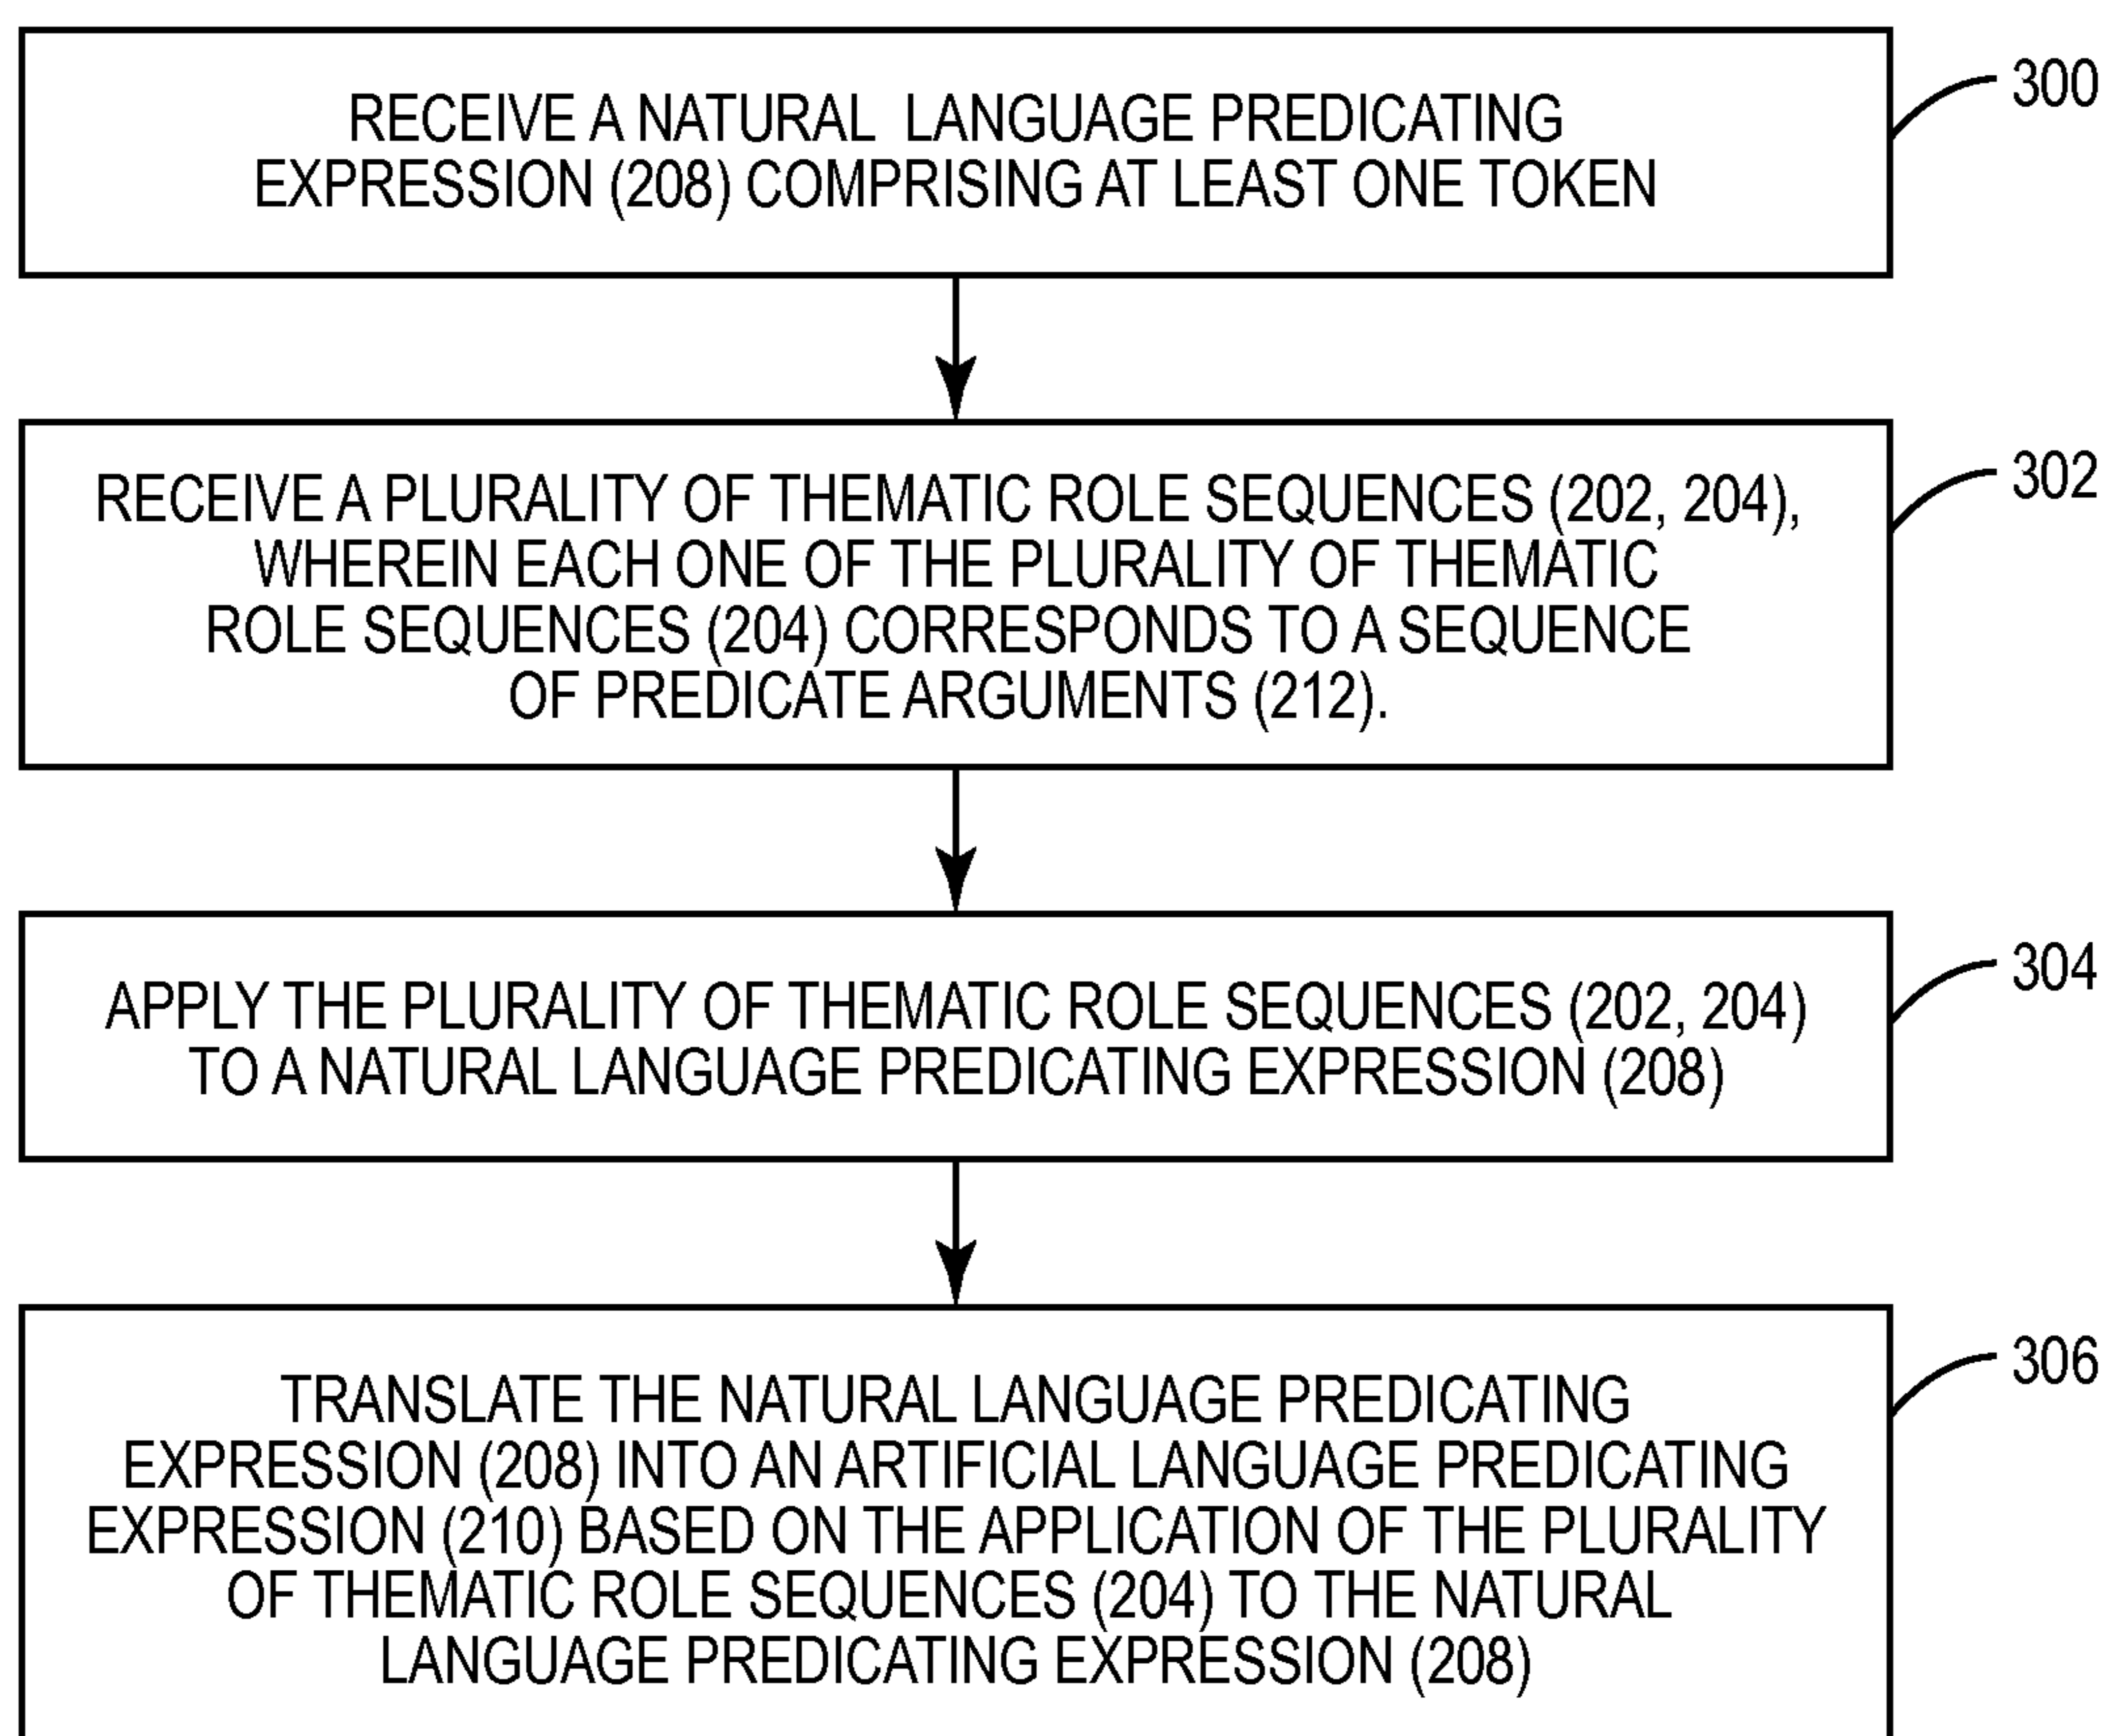 RECEIVE A NATURAL LANGUAGE PREDICATING
EXPRESSION (208) COMPRISING AT LEAST ONE TOKEN
300
RECEIVE A PLURALITY OF THEMATIC ROLE SEQUENCES (202, 204),
WHEREIN EACH ONE OF THE PLURALITY OF THEMATIC
ROLE SEQUENCES (204) CORRESPONDS TO A SEQUENCE
OF PREDICATE ARGUMENTS (212).
302
APPLY THE PLURALITY OF THEMATIC ROLE SEQUENCES (202, 204)
TO A NATURAL LANGUAGE PREDICATING EXPRESSION (208)
304
TRANSLATE THE NATURAL LANGUAGE PREDICATING
EXPRESSION (208) INTO AN ARTIFICIAL LANGUAGE PREDICATING
EXPRESSION (210) BASED ON THE APPLICATION OF THE PLURALITY
OF THEMATIC ROLE SEQUENCES (204) TO THE NATURAL
LANGUAGE PREDICATING EXPRESSION (208)
306